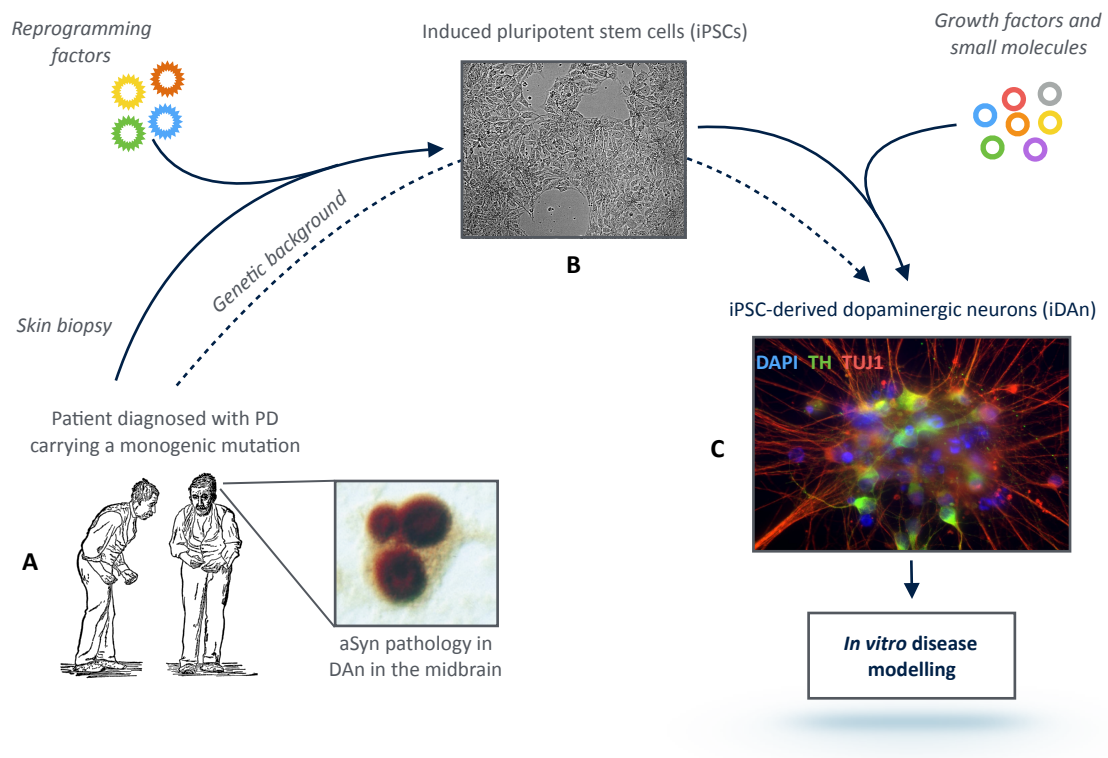 Reprogramming
factors
Induced pluripotent stem cells (iPSCs)
Growth factors and
small molecules
Genetic background
Skin biopsy
B
iPSC-derived dopaminergic neurons (iDAn)
DAPI TH TUJ1
Patient diagnosed with PD
carrying a monogenic mutation
C
A
aSyn pathology in
DAn in the midbrain
In vitro disease
modelling